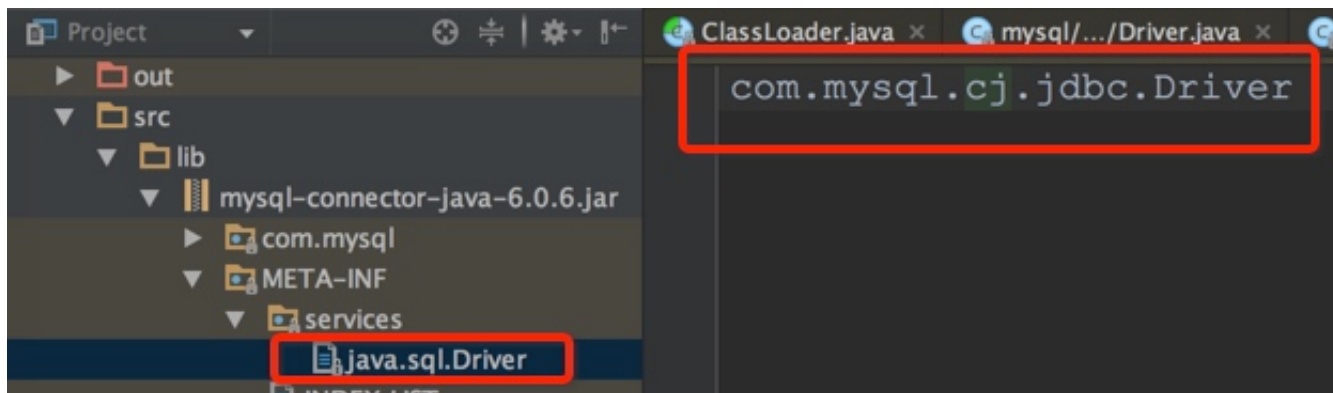 Project
ClassLoader.java
mysql/.../Driver.java
out
src
lib
mysql-connector-java-6.0.6.jar
com.mysql
META-INF
services
java.sql.Driver
com.mysql.cj.jdbc.Driver